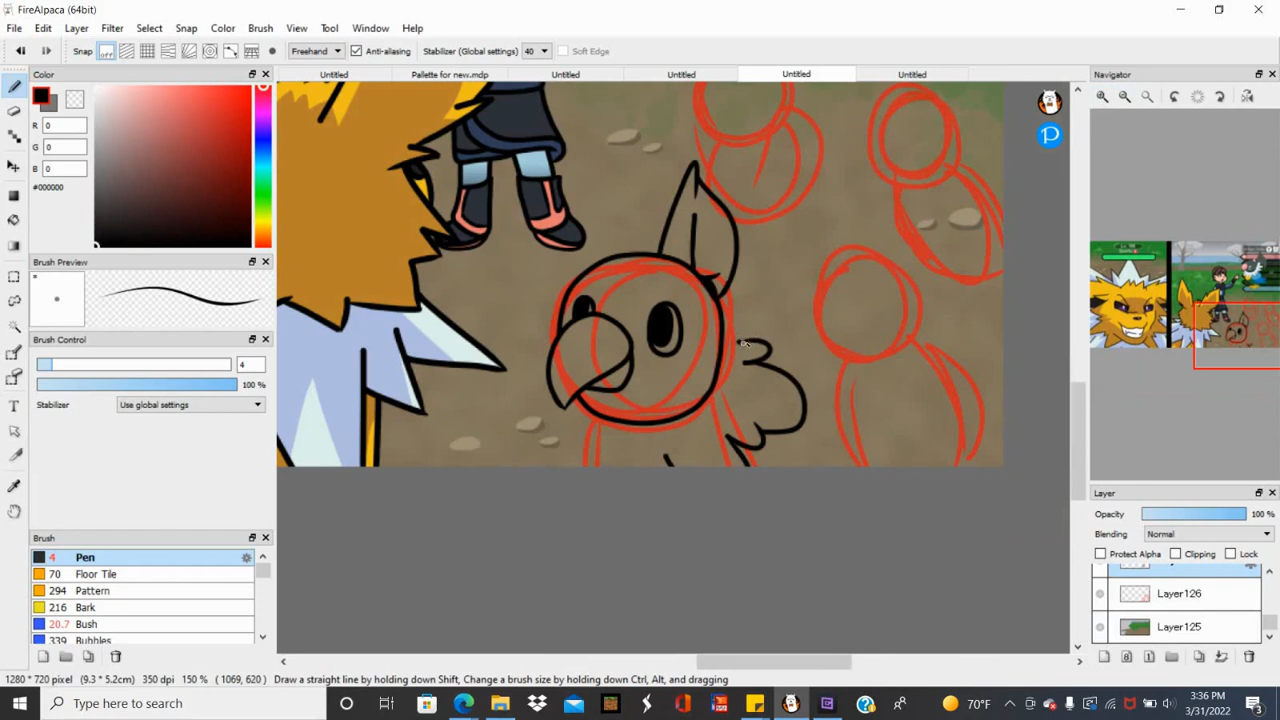 FireAlpaca (64bit)
File Edit Layer Filter Select Snap Color Brush View Tool Window Help
Snap off Freehand Anti-aliasing Stabilizer (Global settings) 40 Soft Edge
Color
Untitled Pallette for new.mdp Untitled Untitled Untitled Untitled
Navigator
R 0
G 0
B 0
#000000
Brush Preview
*
Brush Control
4
100 %
Stabilizer Use global settings
Layer
Opacity 100 %
Blending Normal
Protect Alpha Clipping Lock
Brush
4 Pen
70 Floor Tile
294 Pattern
216 Bark
20.7 Bush
339 Bubbles
Layer126
Layer125
1280 * 720 pixel (9.3 * 5.2cm) 350 dpi 150 % ( 1069, 620 ) Draw a straight line by holding down Shift, Change a brush size by holding down Ctrl, Alt, and dragging
Type here to search
70°F
3:36 PM
3/31/2022